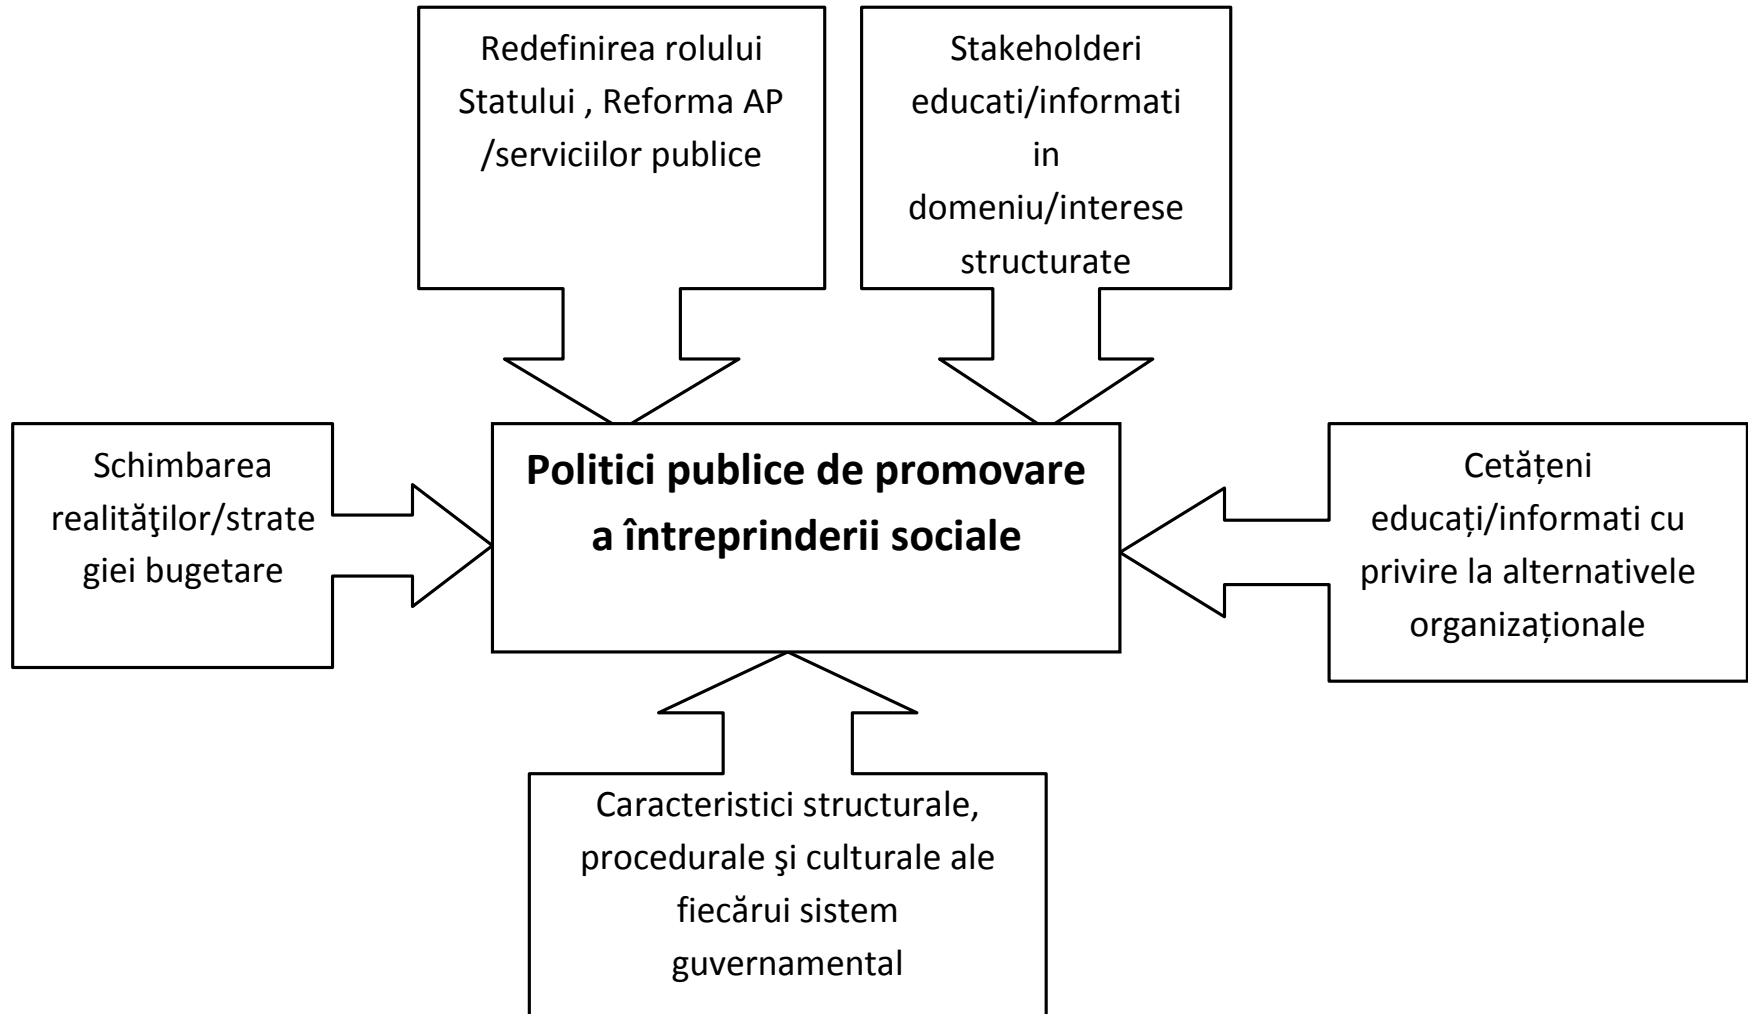 Redefinirea rolului
Statului , Reforma AP
/serviciilor publice
Stakeholderi
educati/informati
in
domeniu/interese
structurate
Schimbarea
realităţilor/strate
giei bugetare
Politici publice de promovare
a întreprinderii sociale
Cetățeni
educați/informati cu
privire la alternativele
organizaționale
Caracteristici structurale,
procedurale şi culturale ale
fiecărui sistem
guvernamental